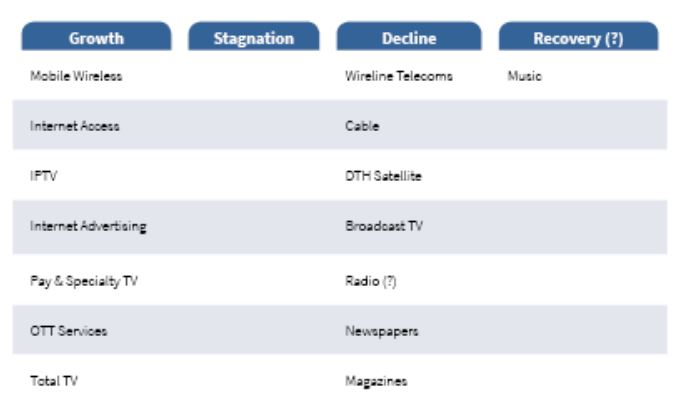 Growth Stagnation Decline Recovery (?)
Mobile Wireless Wireline Telecoms Music
Internet Access Cable
IPTV DTH Satellite
Internet Advertising Broadcast TV
Pay & Specialty TV Radio (?)
OTT Services Newspapers
Total TV Magazines